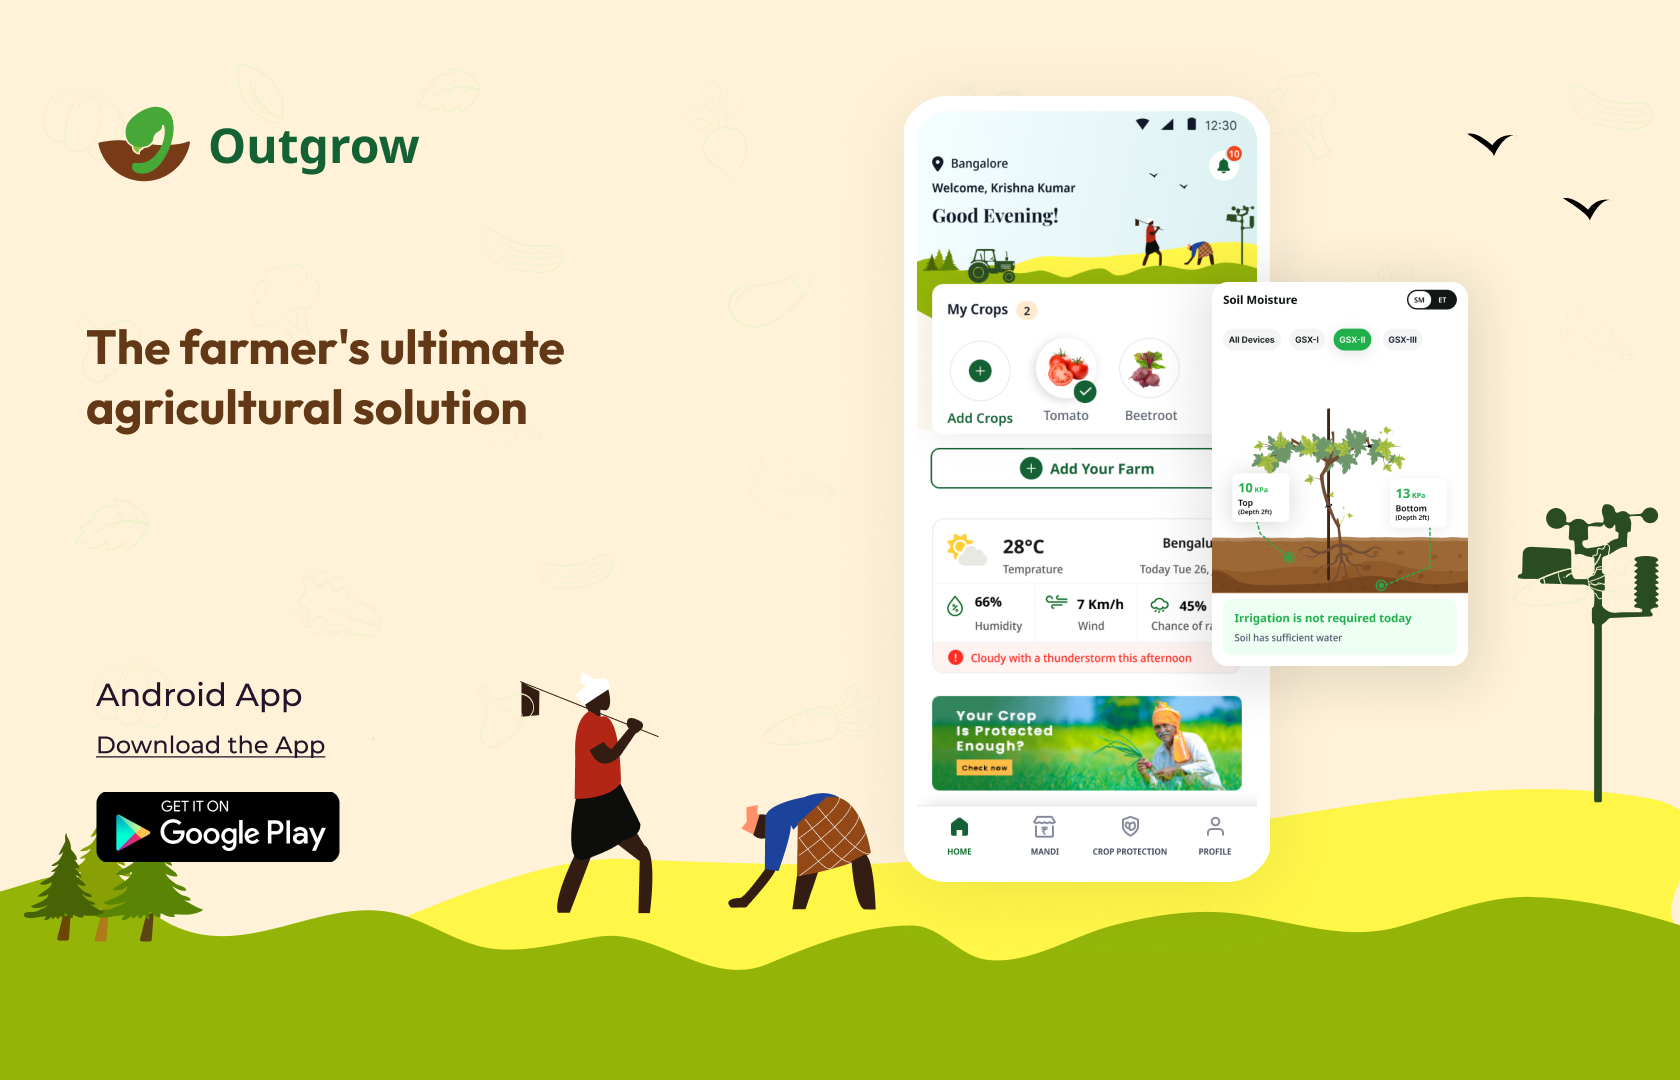 Outgrow
The farmer's ultimate
agricultural solution
Android App
Download the App
GET IT ON
Google Play
12:30
Bangalore
10
Welcome, Krishna Kumar
Good Evening!
My Crops 2
Add Crops
Tomato
Beetroot
Add Your Farm
28°C
Temprature
Bengalu
Today Tue 26,
66%
Humidity
7 Km/h
Wind
45%
Chance of ra
Cloudy with a thunderstorm this afternoon
Your Crop
Is Protected
Enough?
Check now
HOME
MANDI
CROP PROTECTION
PROFILE
Soil Moisture
SM ET
All Devices GSX-I GSX-II GSX-III
10 KPa
Top
(Depth 2ft)
13 KPa
Bottom
(Depth 2ft)
Irrigation is not required today
Soil has sufficient water